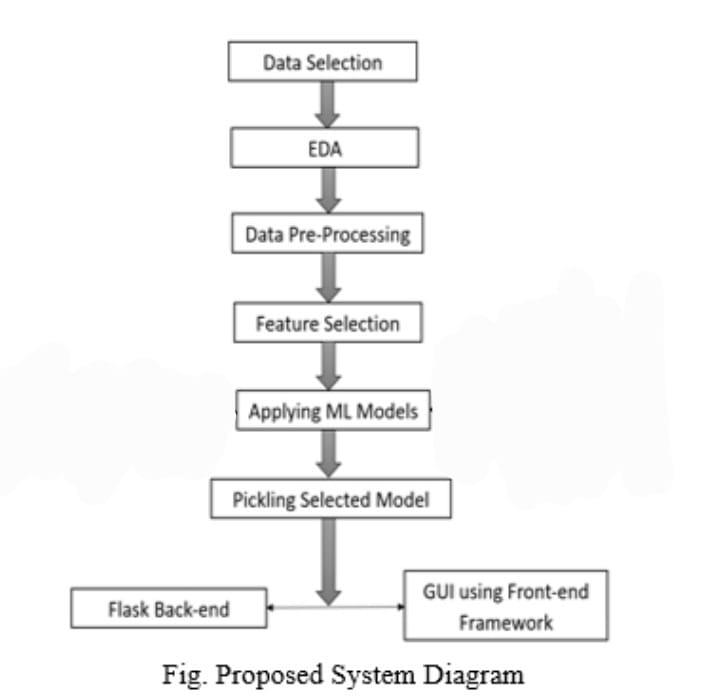 Data Selection
EDA
Data Pre-Processing
Feature Selection
Applying ML Models
Pickling Selected Model
Flask Back-end
GUI using Front-end
Framework
Fig. Proposed System Diagram